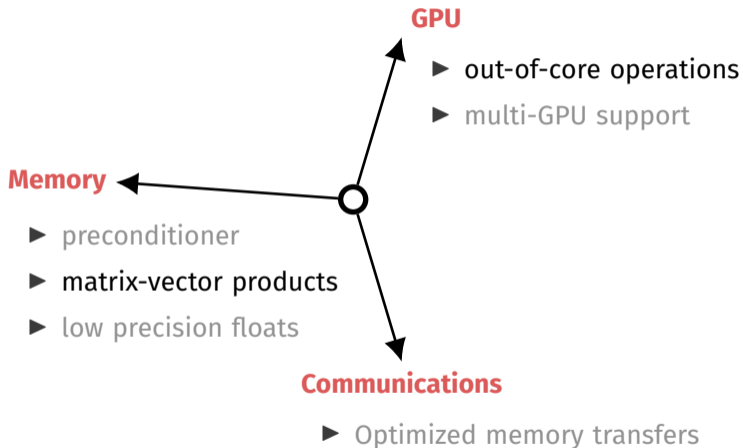 GPU
▶ out-of-core operations
▶ multi-GPU support
Memory
▶ preconditioner
▶ matrix-vector products
▶ low precision floats
Communications
▶ Optimized memory transfers